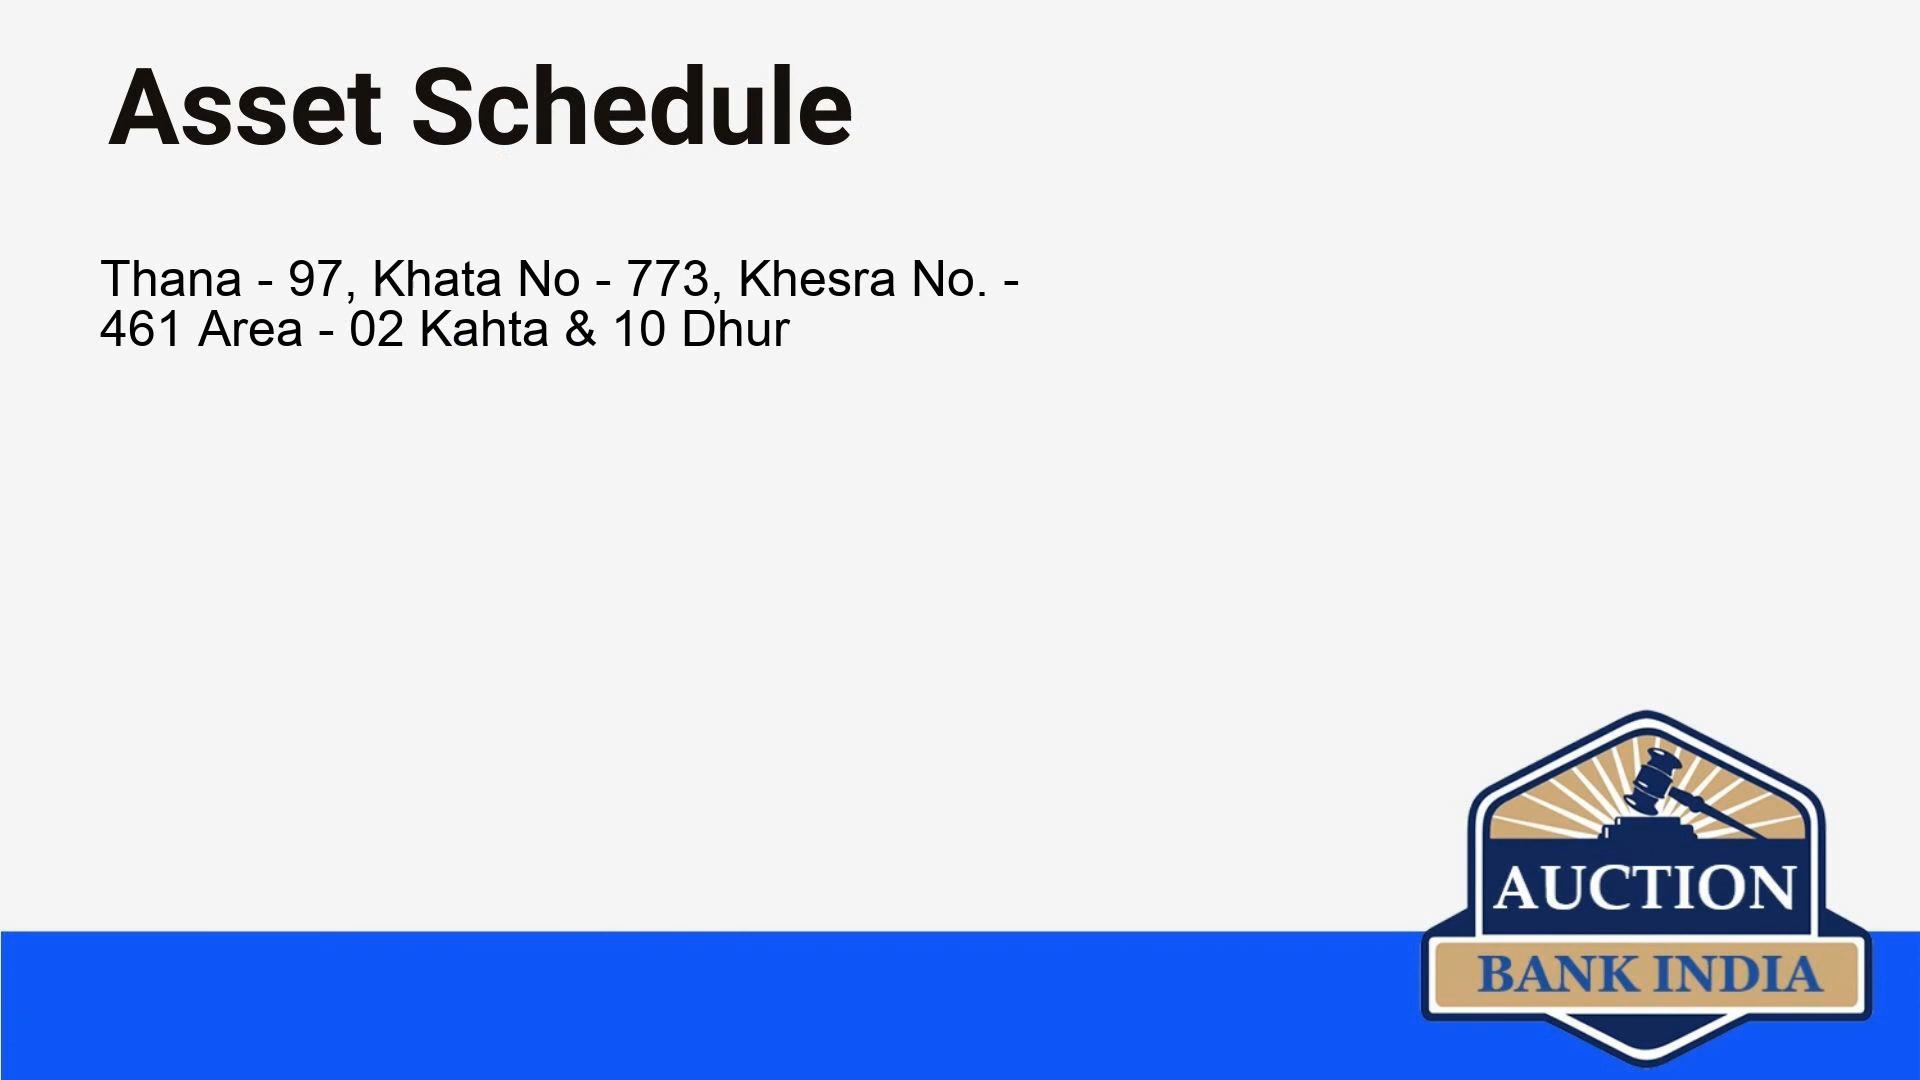 Asset Schedule
Thana - 97, Khata No - 773, Khesra No. -
461 Area - 02 Kahta & 10 Dhur
AUCTION
BANK INDIA